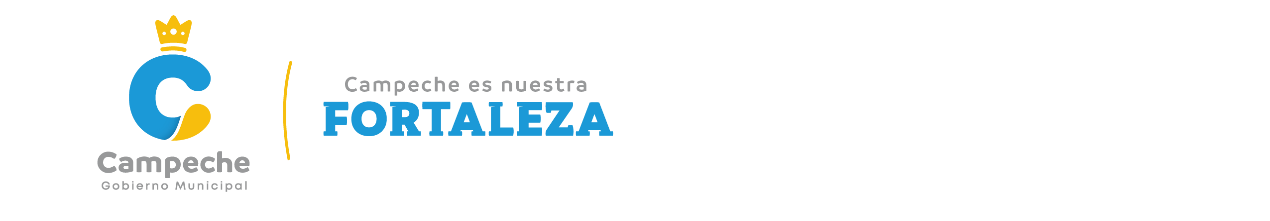 Campeche
Gobierno Municipal
Campeche es nuestra
FORTALEZA